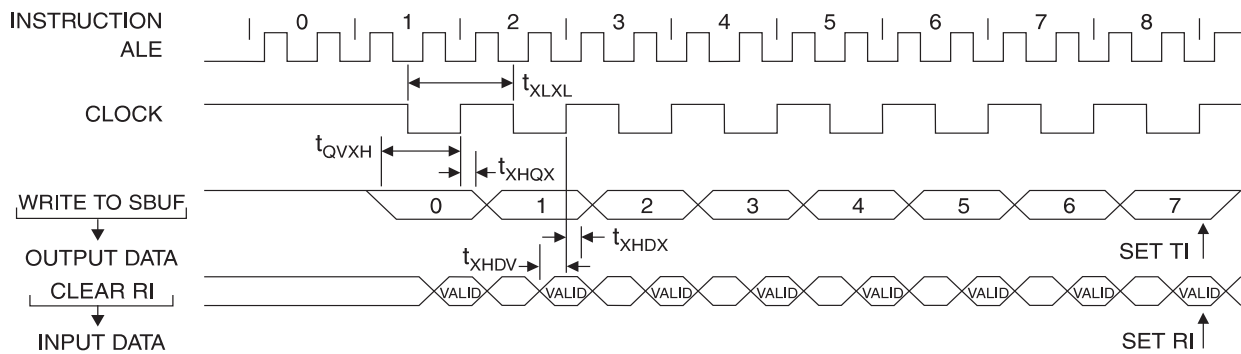 INSTRUCTION 0 1 2 3 4 5 6 7 8
ALE
tXLXL
CLOCK
tQVXH
tXHQX
WRITE TO SBUF 0 1 2 3 4 5 6 7
tXHDX
OUTPUT DATA SET TI
tXHDV
CLEAR RI VALID VALID VALID VALID VALID VALID VALID VALID
INPUT DATA SET RI